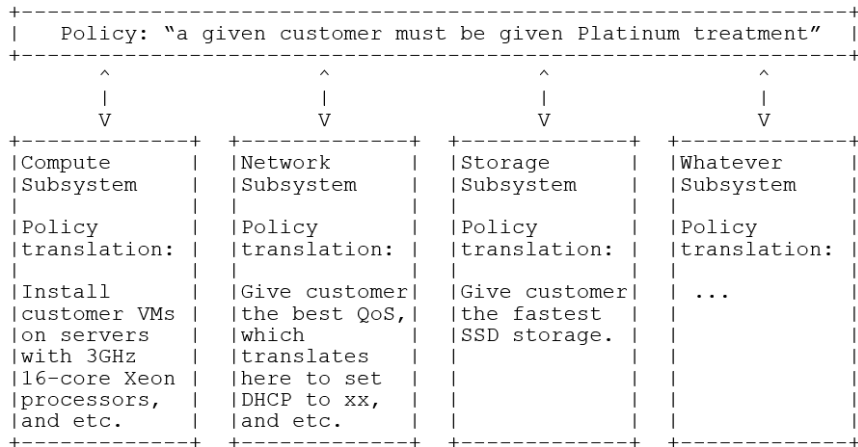 Policy: “a given customer must be given Platinum treatment”
Compute
Subsystem
Policy
translation:
Install
customer VMs
on servers
with 3GHz
16-core Xeon
processors,
and etc.
Network
Subsystem
Policy
translation:
Give customer
the best QoS,
which
translates
here to set
DHCP to xx,
and etc.
Storage
Subsystem
Policy
translation:
Give customer
the fastest
SSD storage.
Whatever
Subsystem
Policy
translation:
...